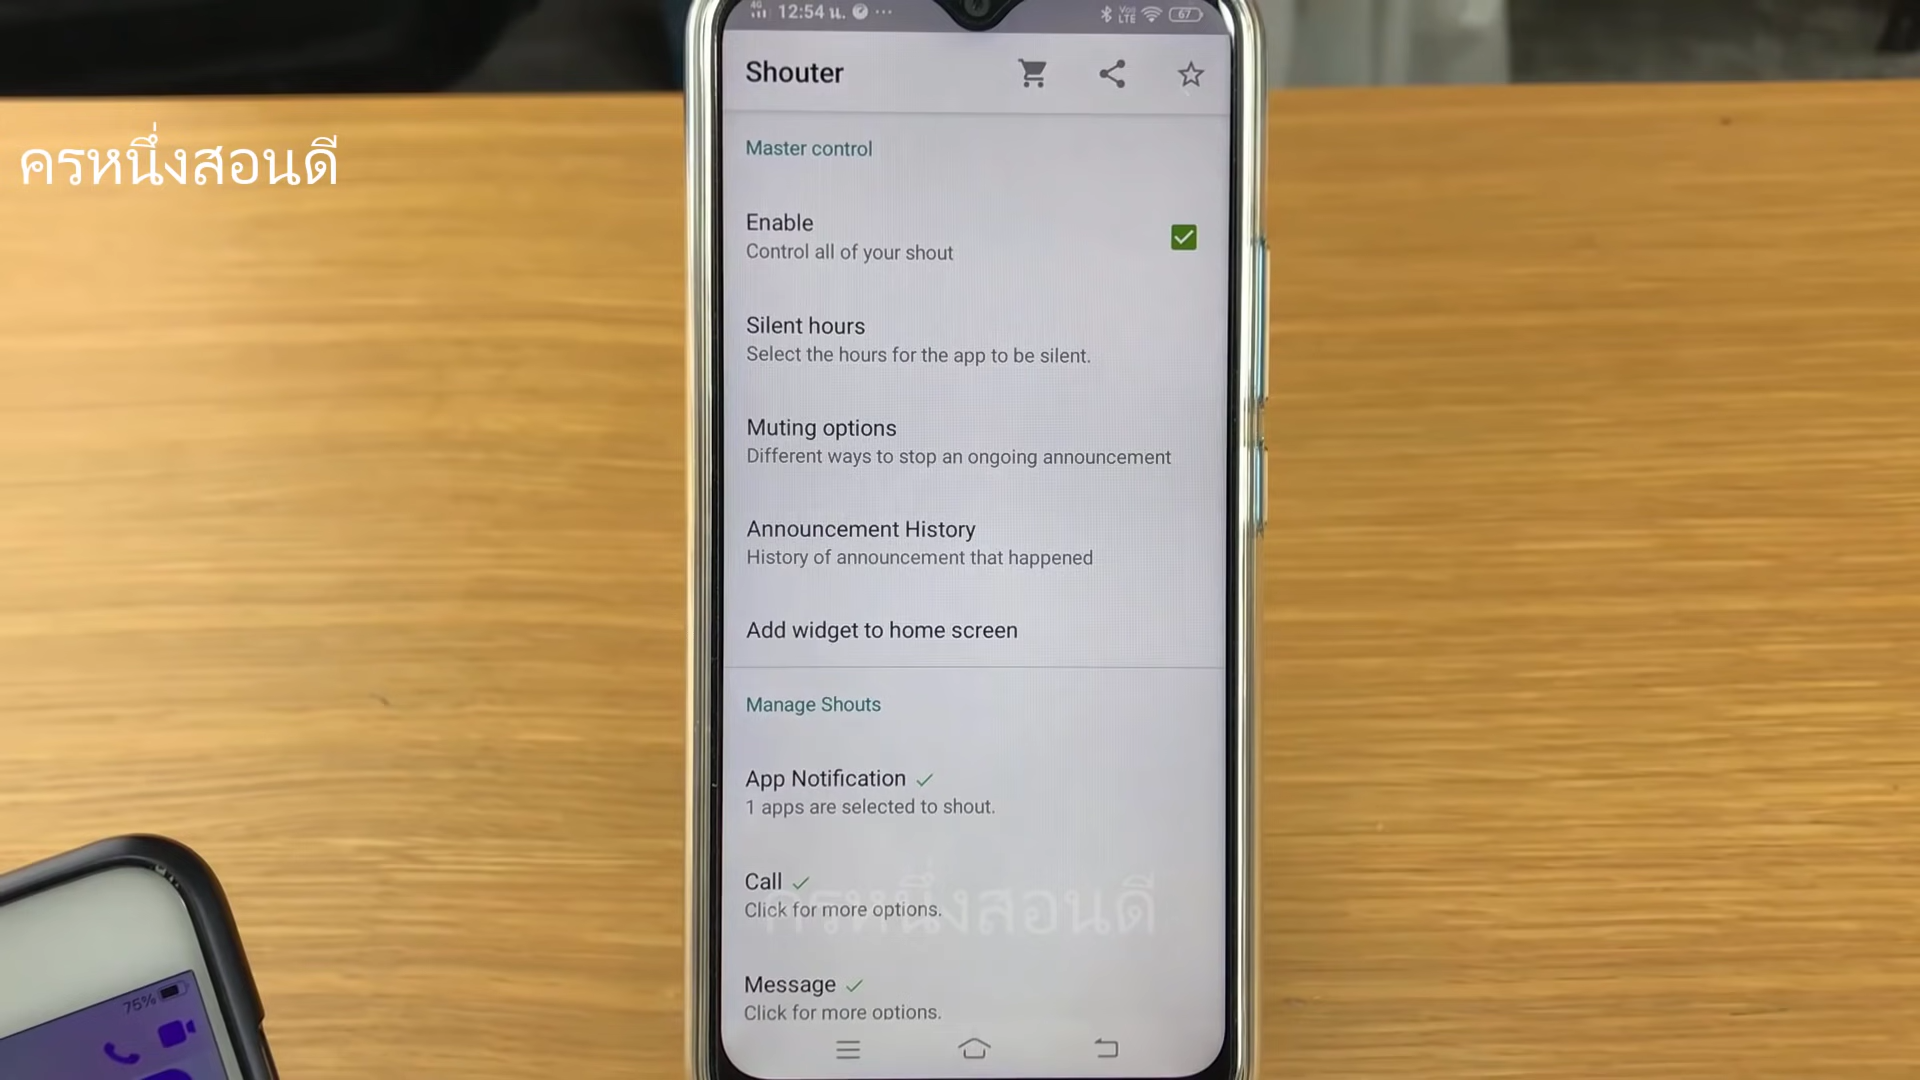 4G 12:54 น. ...
VoLTE 67
Shouter
ครหนึ่งสอนดี
Master control
Enable
Control all of your shout
Silent hours
Select the hours for the app to be silent.
Muting options
Different ways to stop an ongoing announcement
Announcement History
History of announcement that happened
Add widget to home screen
Manage Shouts
App Notification
1 apps are selected to shout.
Call
Click for more options.
ครหนึ่งสอนดี
Message
Click for more options.
75%